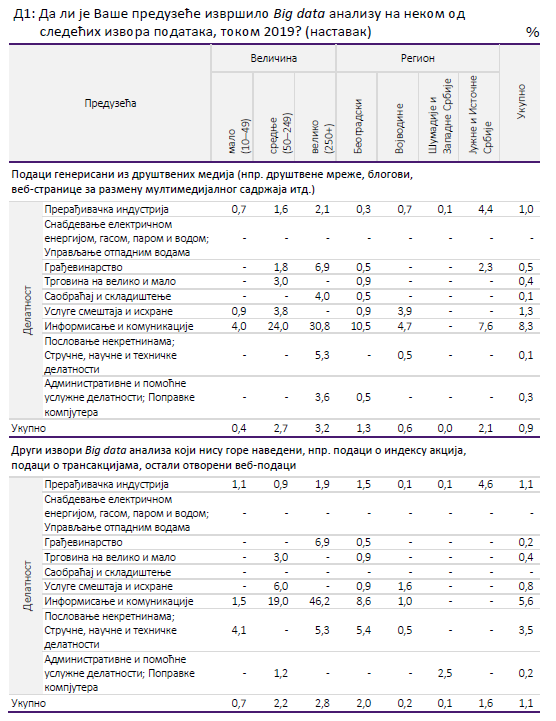 Д1: Да ли је Ваше предузеће извршило Big data анализу на неком од
следећих извора података, током 2019? (наставак) %
Предузећа Величина Регион Укупно
мало (10–49) средње (50–249) велико (250+) Београдски Војводине Шумадије и Западне Србије Јужне и Источне Србије
Подаци генерисани из друштвених медија (нпр. друштвене мреже, блогови,
веб-странице за размену мултимедијалног садржаја итд.)
Делатност
Прерађивачка индустрија 0,7 1,6 2,1 0,3 0,7 0,1 4,4 1,0
Снабдевање електричном
енергијом, гасом, паром и водом; - - - - - - - -
Управљање отпадним водама
Грађевинарство - 1,8 6,9 0,5 - - 2,3 0,5
Трговина на велико и мало - 3,0 - 0,9 - - - 0,4
Саобраћај и складиштење - - 4,0 0,5 - - - 0,1
Услуге смештаја и исхране 0,9 3,8 - 0,9 3,9 - - 1,3
Информисање и комуникације 4,0 24,0 30,8 10,5 4,7 - 7,6 8,3
Пословање некретнинама;
Стручне, научне и техничке - - 5,3 - 0,5 - - 0,1
делатности
Административне и помоћне
услужне делатности; Поправке - - 3,6 0,5 - - - 0,3
компјутера
Укупно 0,4 2,7 3,2 1,3 0,6 0,0 2,1 0,9
Други извори Big data анализа који нису горе наведени, нпр. подаци о индексу акција,
подаци о трансакцијама, остали отворени веб-подаци
Делатност
Прерађивачка индустрија 1,1 0,9 1,9 1,5 0,1 0,1 4,6 1,1
Снабдевање електричном
енергијом, гасом, паром и водом; - - - - - - - -
Управљање отпадним водама
Грађевинарство - - 6,9 0,5 - - - 0,2
Трговина на велико и мало - 3,0 - 0,9 - - - 0,4
Саобраћај и складиштење - - - - - - - -
Услуге смештаја и исхране - 6,0 - 0,9 1,6 - - 0,8
Информисање и комуникације 1,5 19,0 46,2 8,6 1,0 - - 5,6
Пословање некретнинама;
Стручне, научне и техничке 4,1 - 5,3 5,4 0,5 - - 3,5
делатности
Административне и помоћне
услужне делатности; Поправке - 1,2 - - - 2,5 - 0,2
компјутера
Укупно 0,7 2,2 2,8 2,0 0,2 0,1 1,6 1,1